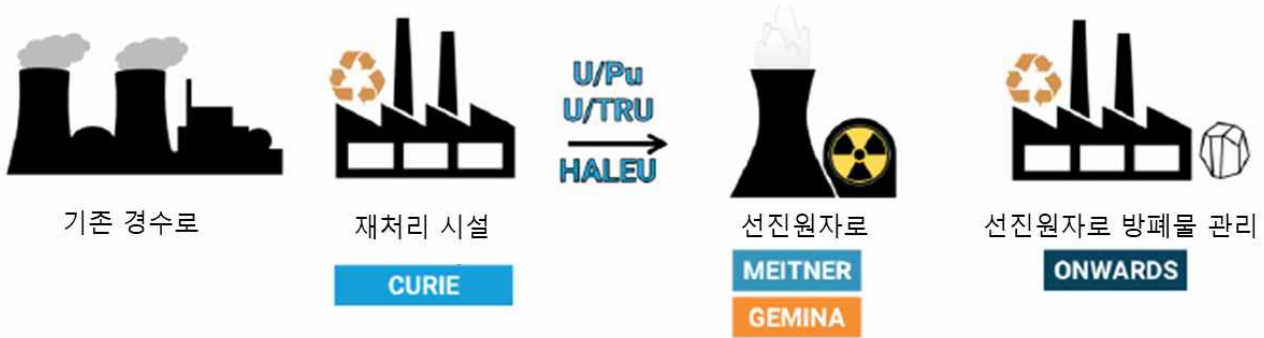 U/Pu
U/TRU
HALEU
기존 경수로
재처리 시설
선진원자로
선진원자로 방폐물 관리
CURIE
MEITNER
ONWARDS
GEMINA